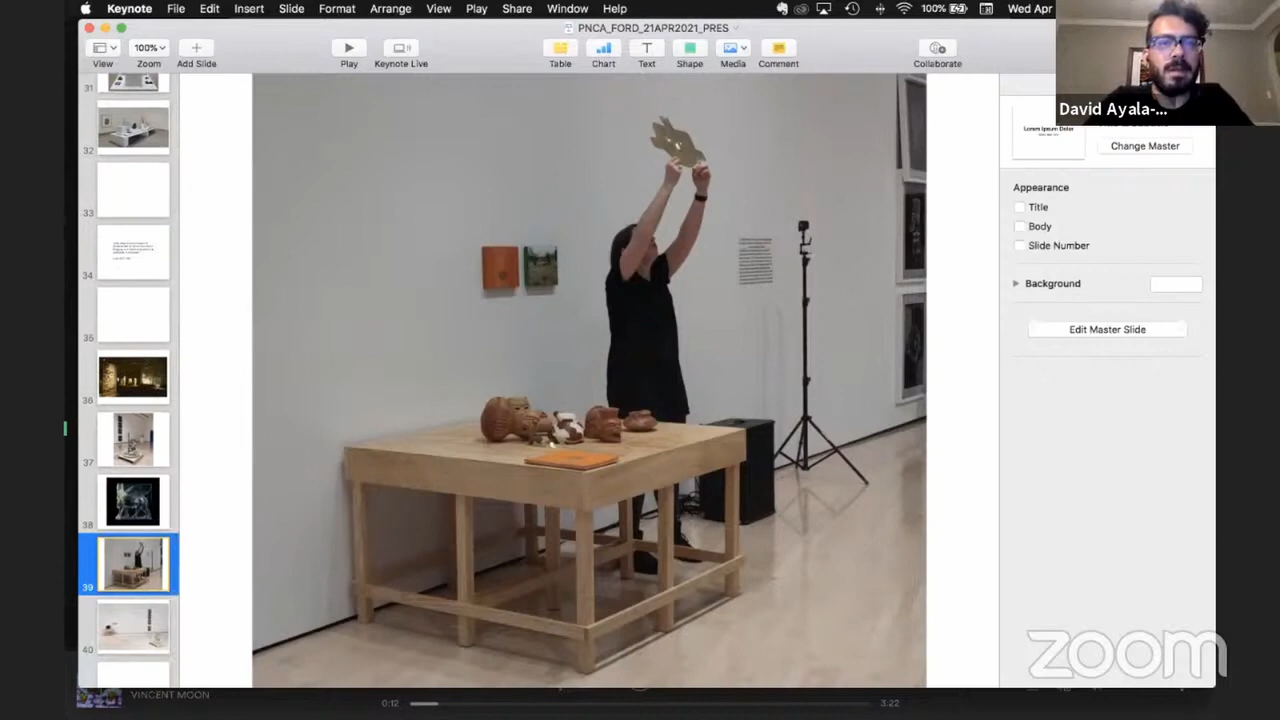 Keynote File Edit Insert Slide Format Arrange View Play Share Window Help 100% Wed Apr
PNCA_FORD_21APR2021_PRES
100%
View Zoom Add Slide Play Keynote Live Table Chart Text Shape Media Comment Collaborate
David Ayala-...
Lorem Ipsum Dolor
Change Master
31
32
33
34
35
36
37
38
39
40
Appearance
Title
Body
Slide Number
Background
Edit Master Slide
zoom
VINCENT MOON
0:12
3:22